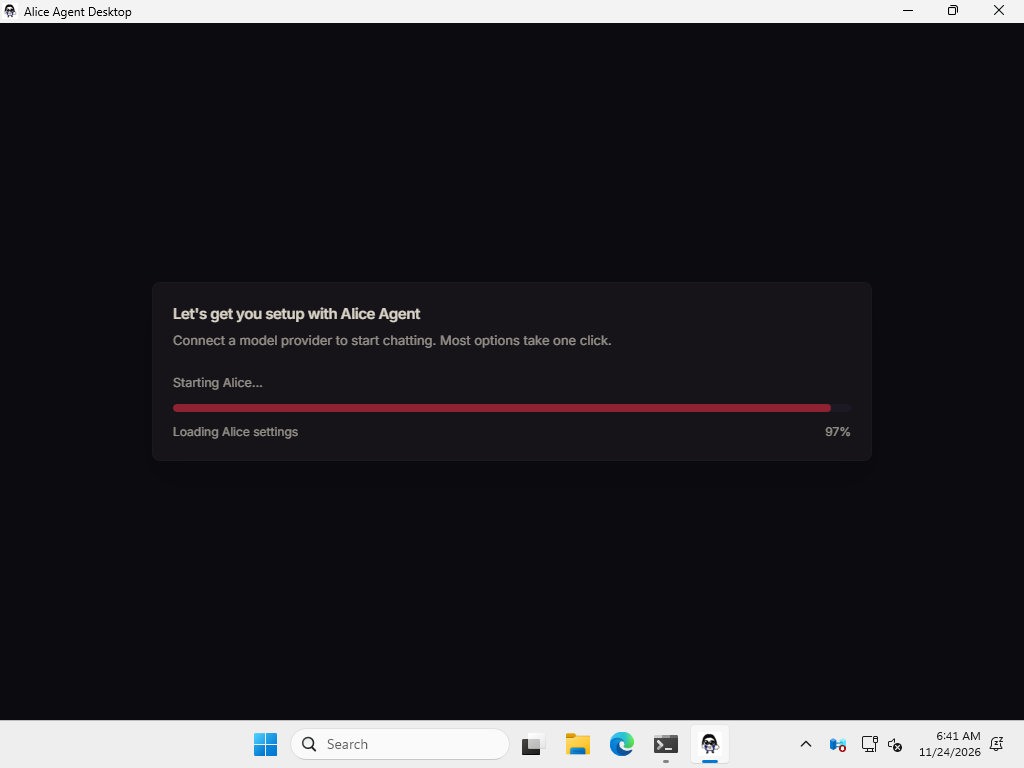 Alice Agent Desktop
Let's get you setup with Alice Agent
Connect a model provider to start chatting. Most options take one click.
Starting Alice...
Loading Alice settings 97%
Search
6:41 AM
11/24/2026